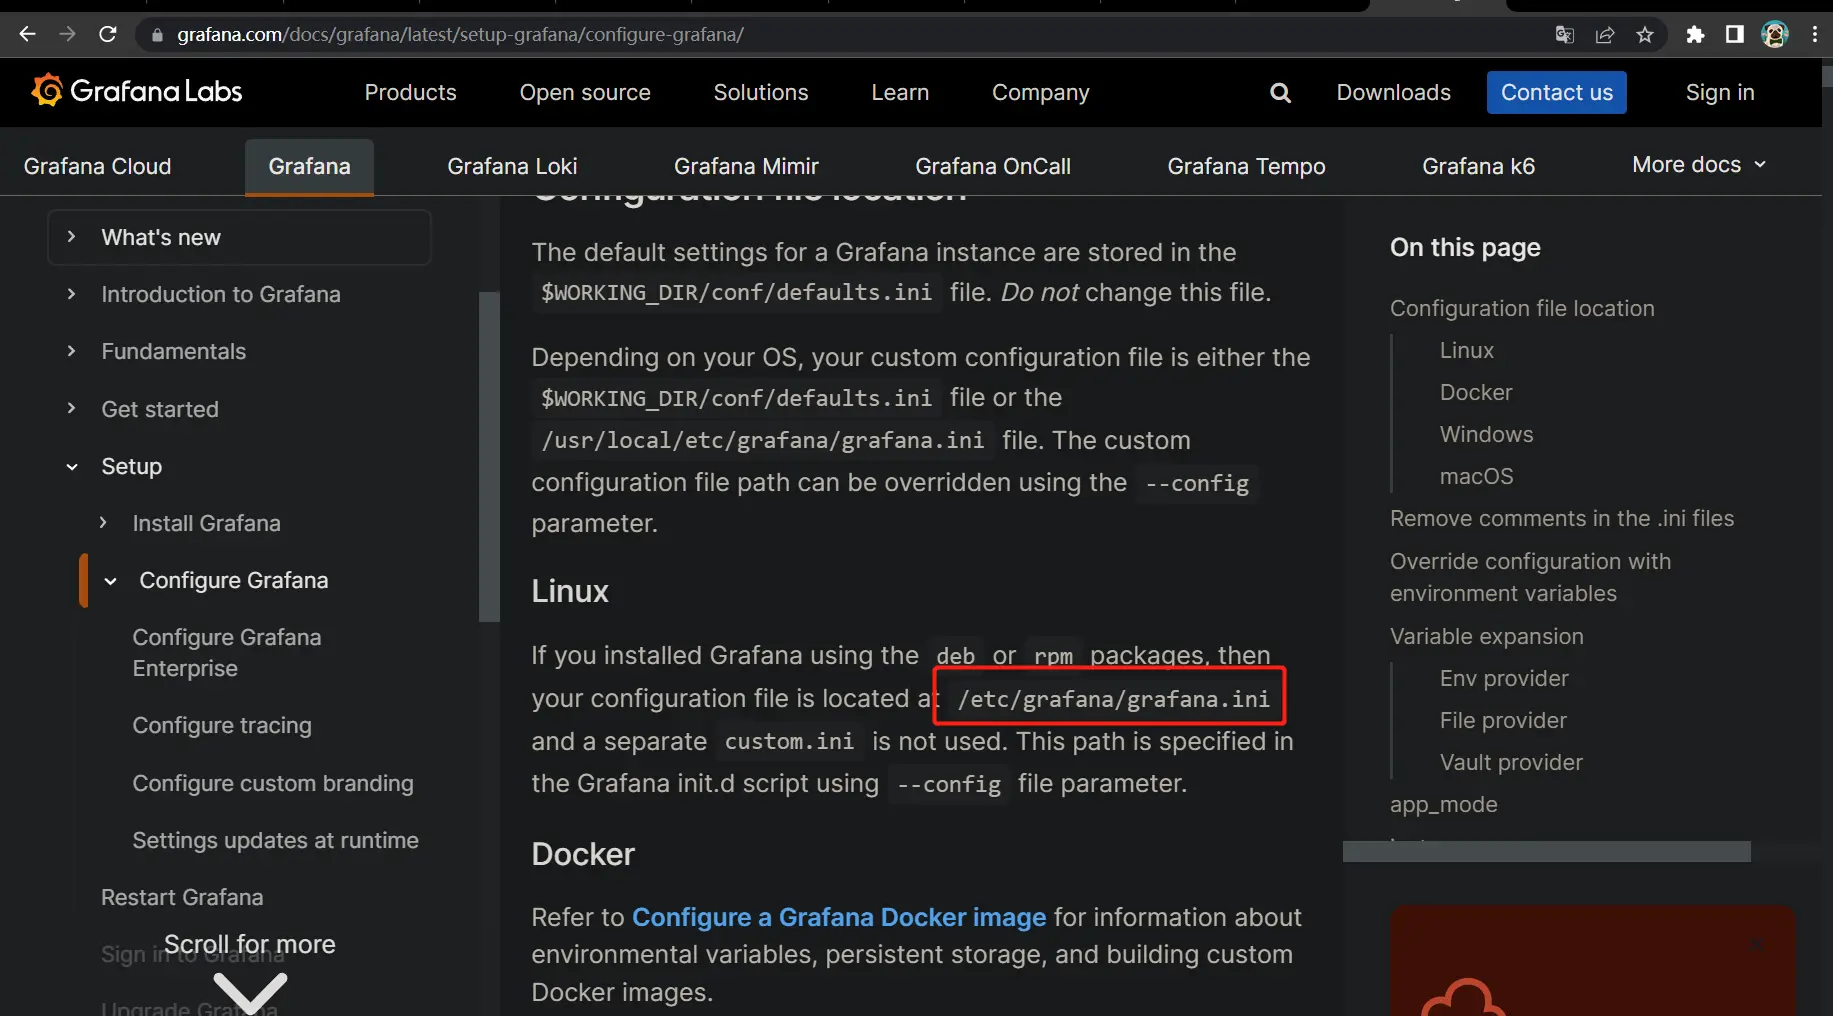 grafana.com/docs/grafana/latest/setup-grafana/configure-grafana/
Grafana Labs
Products
Open source
Solutions
Learn
Company
Downloads
Contact us
Sign in
Grafana Cloud
Grafana
Grafana Loki
Grafana Mimir
Grafana OnCall
Grafana Tempo
Grafana k6
More docs
What's new
Introduction to Grafana
Fundamentals
Get started
Setup
Install Grafana
Configure Grafana
Configure Grafana
Enterprise
Configure tracing
Configure custom branding
Settings updates at runtime
Restart Grafana
Sign in to Grafana
Scroll for more
Upgrade Grafana
Configuration file location
The default settings for a Grafana instance are stored in the
$WORKING_DIR/conf/defaults.ini file. Do not change this file.
Depending on your OS, your custom configuration file is either the
$WORKING_DIR/conf/defaults.ini file or the
/usr/local/etc/grafana/grafana.ini file. The custom
configuration file path can be overridden using the --config
parameter.
Linux
If you installed Grafana using the deb or rpm packages, then
your configuration file is located at /etc/grafana/grafana.ini
and a separate custom.ini is not used. This path is specified in
the Grafana init.d script using --config file parameter.
Docker
Refer to Configure a Grafana Docker image for information about
environmental variables, persistent storage, and building custom
Docker images.
On this page
Configuration file location
Linux
Docker
Windows
macOS
Remove comments in the .ini files
Override configuration with
environment variables
Variable expansion
Env provider
File provider
Vault provider
app_mode